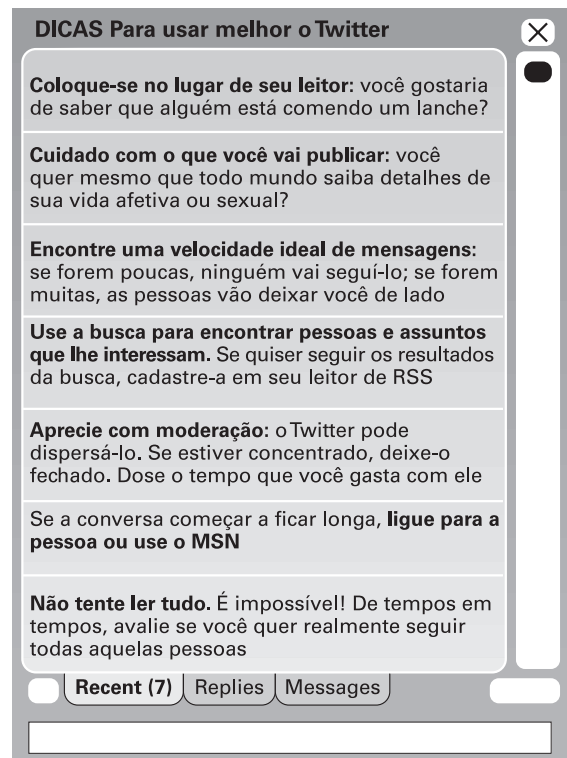 DICAS Para usar melhor o Twitter
Coloque-se no lugar de seu leitor: você gostaria
de saber que alguém está comendo um lanche?
Cuidado com o que você vai publicar: você
quer mesmo que todo mundo saiba detalhes de
sua vida afetiva ou sexual?
Encontre uma velocidade ideal de mensagens:
se forem poucas, ninguém vai seguí-lo; se forem
muitas, as pessoas vão deixar você de lado
Use a busca para encontrar pessoas e assuntos
que lhe interessam. Se quiser seguir os resultados
da busca, cadastre-a em seu leitor de RSS
Aprecie com moderação: o Twitter pode
dispersá-lo. Se estiver concentrado, deixe-o
fechado. Dose o tempo que você gasta com ele
Se a conversa começar a ficar longa, ligue para a
pessoa ou use o MSN
Não tente ler tudo. É impossível! De tempos em
tempos, avalie se você quer realmente seguir
todas aquelas pessoas
Recent (7) Replies Messages